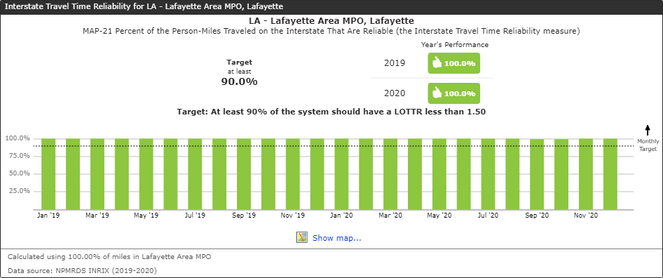 Interstate Travel Time Reliability for LA - Lafayette Area MPO, Lafayette
LA - Lafayette Area MPO, Lafayette
MAP-21 Percent of the Person-Miles Traveled on the Interstate That Are Reliable (the Interstate Travel Time Reliability measure)
Year's Performance
Target
at least
90.0%
2019 100.0%
2020 100.0%
Target: At least 90% of the system should have a LOTTR less than 1.50
100.0%
75.0%
50.0%
25.0%
Monthly
Target
Jan '19 Mar '19 May '19 July '19 Sep '19 Nov '19 Jan '20 Mar '20 May '20 July '20 Sep '20 Nov '20
Show map...
Calculated using 100.00% of miles in Lafayette Area MPO
Data source: NPMRDS INRIX (2019-2020)